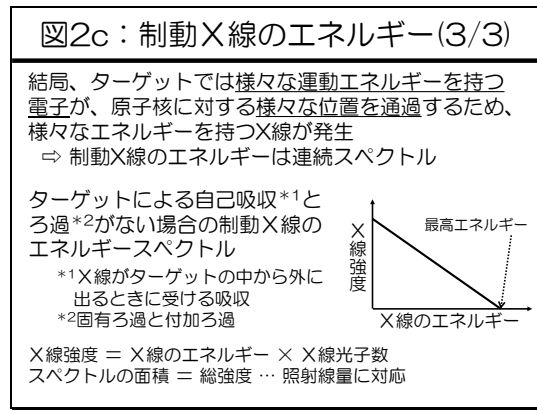 図2c：制動X線のエネルギー(3/3)
結局、ターゲットでは様々な運動エネルギーを持つ
電子が、原子核に対する様々な位置を通過するため、
様々なエネルギーを持つX線が発生
⇨ 制動X線のエネルギーは連続スペクトル
ターゲットによる自己吸収*1と
ろ過*2がない場合の制動X線の
エネルギースペクトル
*1X線がターゲットの中から外に
出るときに受ける吸収
*2固有ろ過と付加ろ過
X線強度
最高エネルギー
X線のエネルギー
X線強度 ＝ X線のエネルギー × X線光子数
スペクトルの面積 ＝ 総強度 … 照射線量に対応